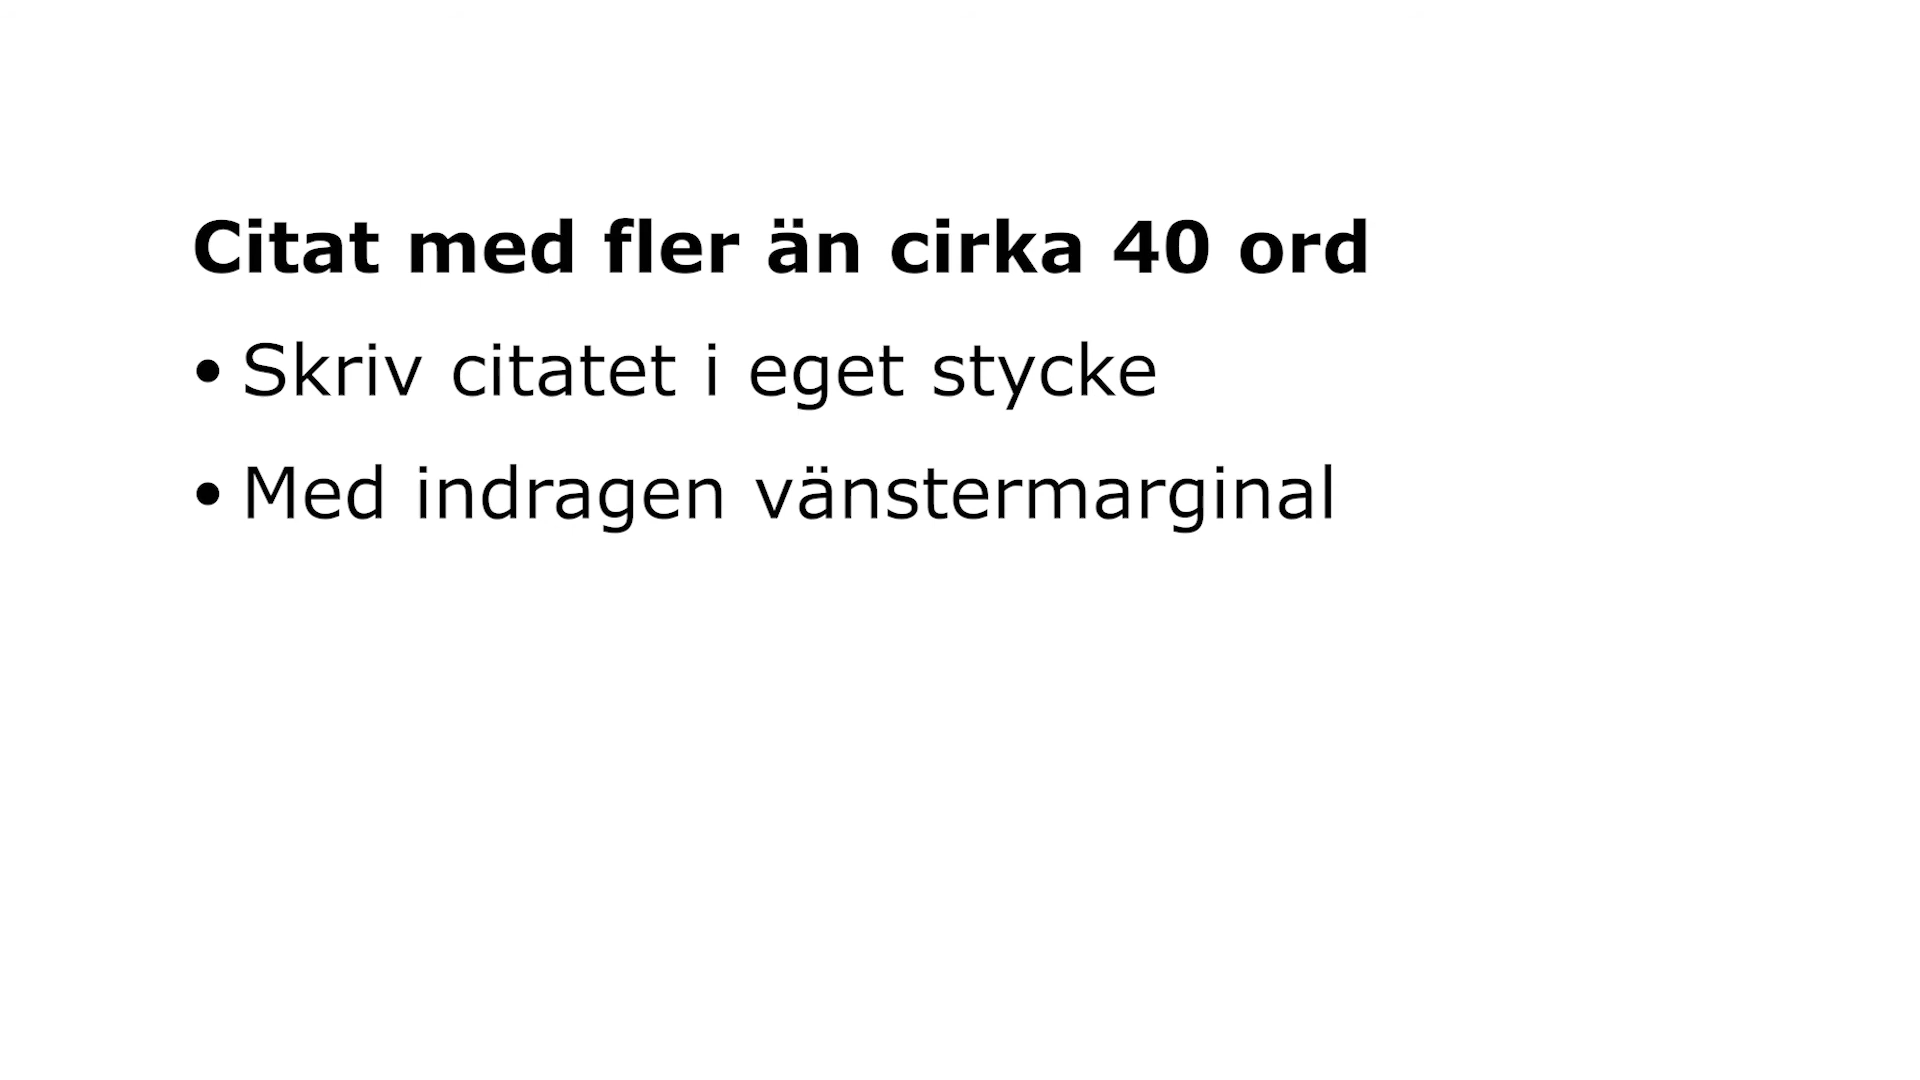 Citat med fler än cirka 40 ord
• Skriv citatet i eget stycke
• Med indragen vänstermarginal